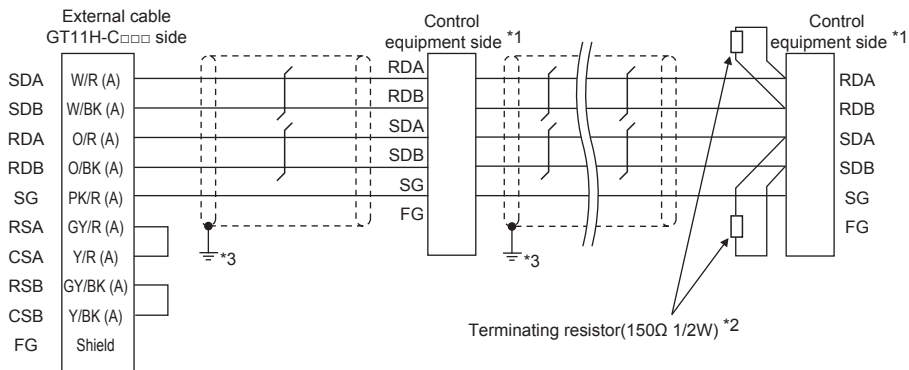 External cable
GT11H-C□□□ side
Control
equipment side *1
Control
equipment side *1
SDA W/R (A) RDA RDA
SDB W/BK (A) RDB RDB
RDA O/R (A) SDA SDA
RDB O/BK (A) SDB SDB
SG PK/R (A) SG SG
RSA GY/R (A) FG FG
CSA Y/R (A) *3 *3
RSB GY/BK (A)
CSB Y/BK (A)
FG Shield
Terminating resistor(150Ω 1/2W) *2